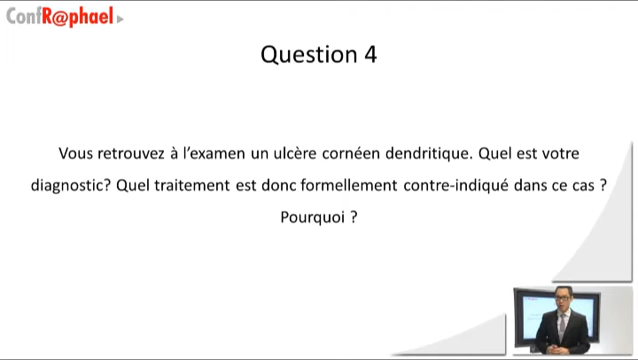 ConfR@phael
Question 4
Vous retrouvez à l'examen un ulcère cornéen dendritique. Quel est votre
diagnostic? Quel traitement est donc formellement contre-indiqué dans ce cas ?
Pourquoi ?